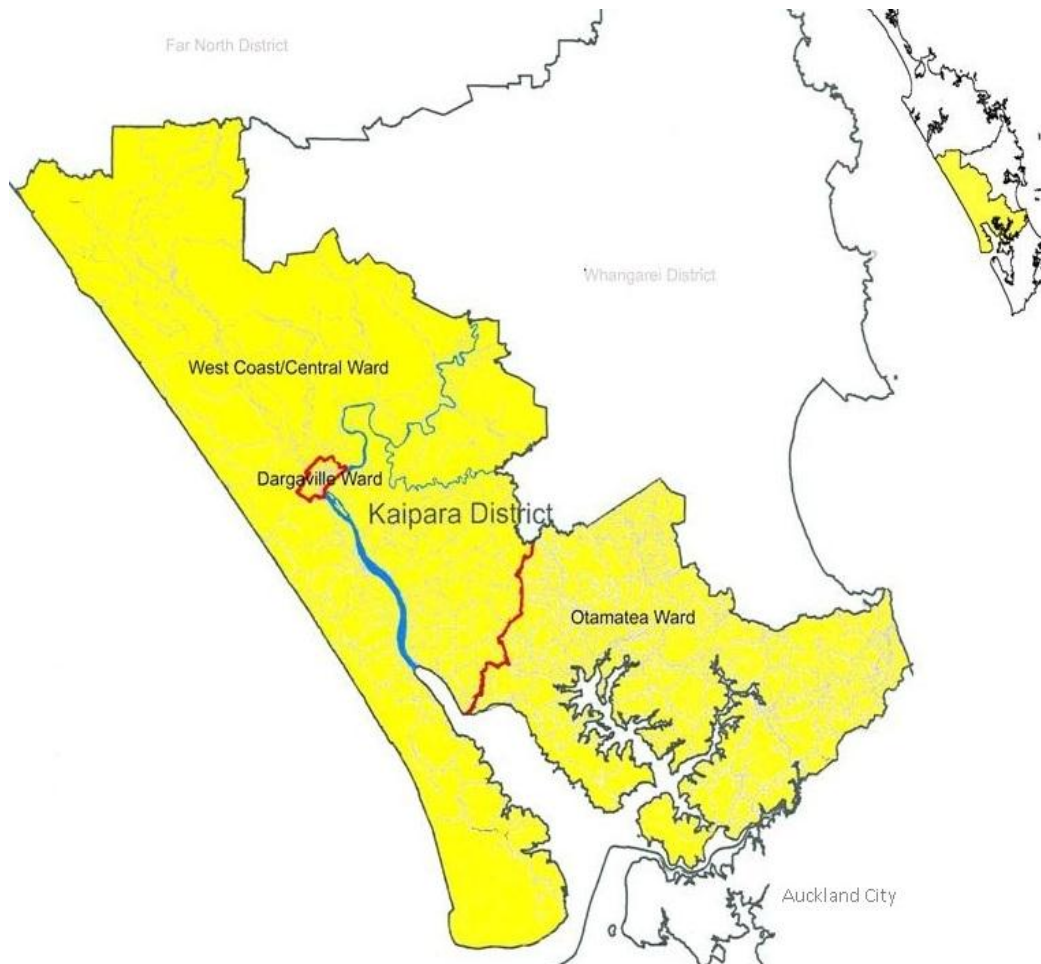 Far North District
Whangarei District
West Coast/Central Ward
Dargaville Ward
Kaipara District
Otamatea Ward
Auckland City